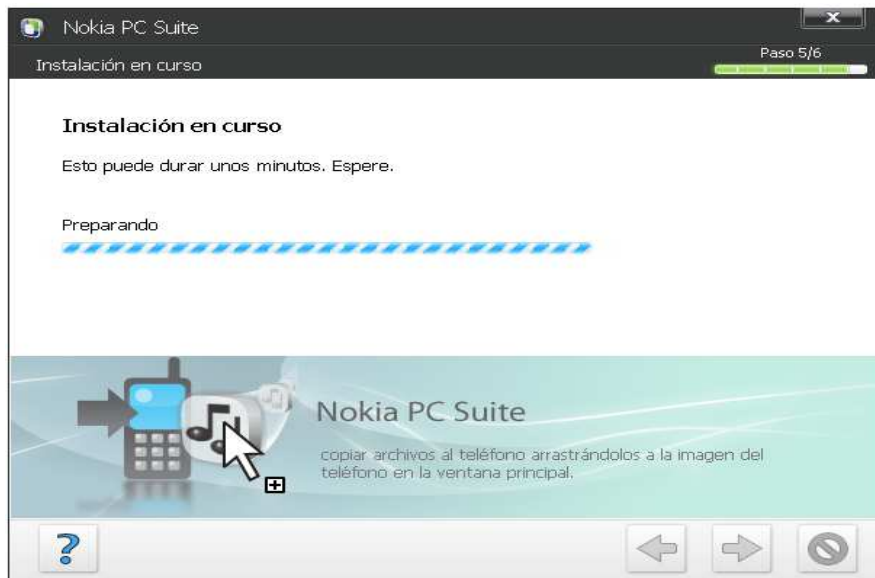 Nokia PC Suite
Instalación en curso
Paso 5/6
Instalación en curso
Esto puede durar unos minutos. Espere.
Preparando
Nokia PC Suite
copiar archivos al teléfono arrastrándolos a la imagen del
teléfono en la ventana principal.